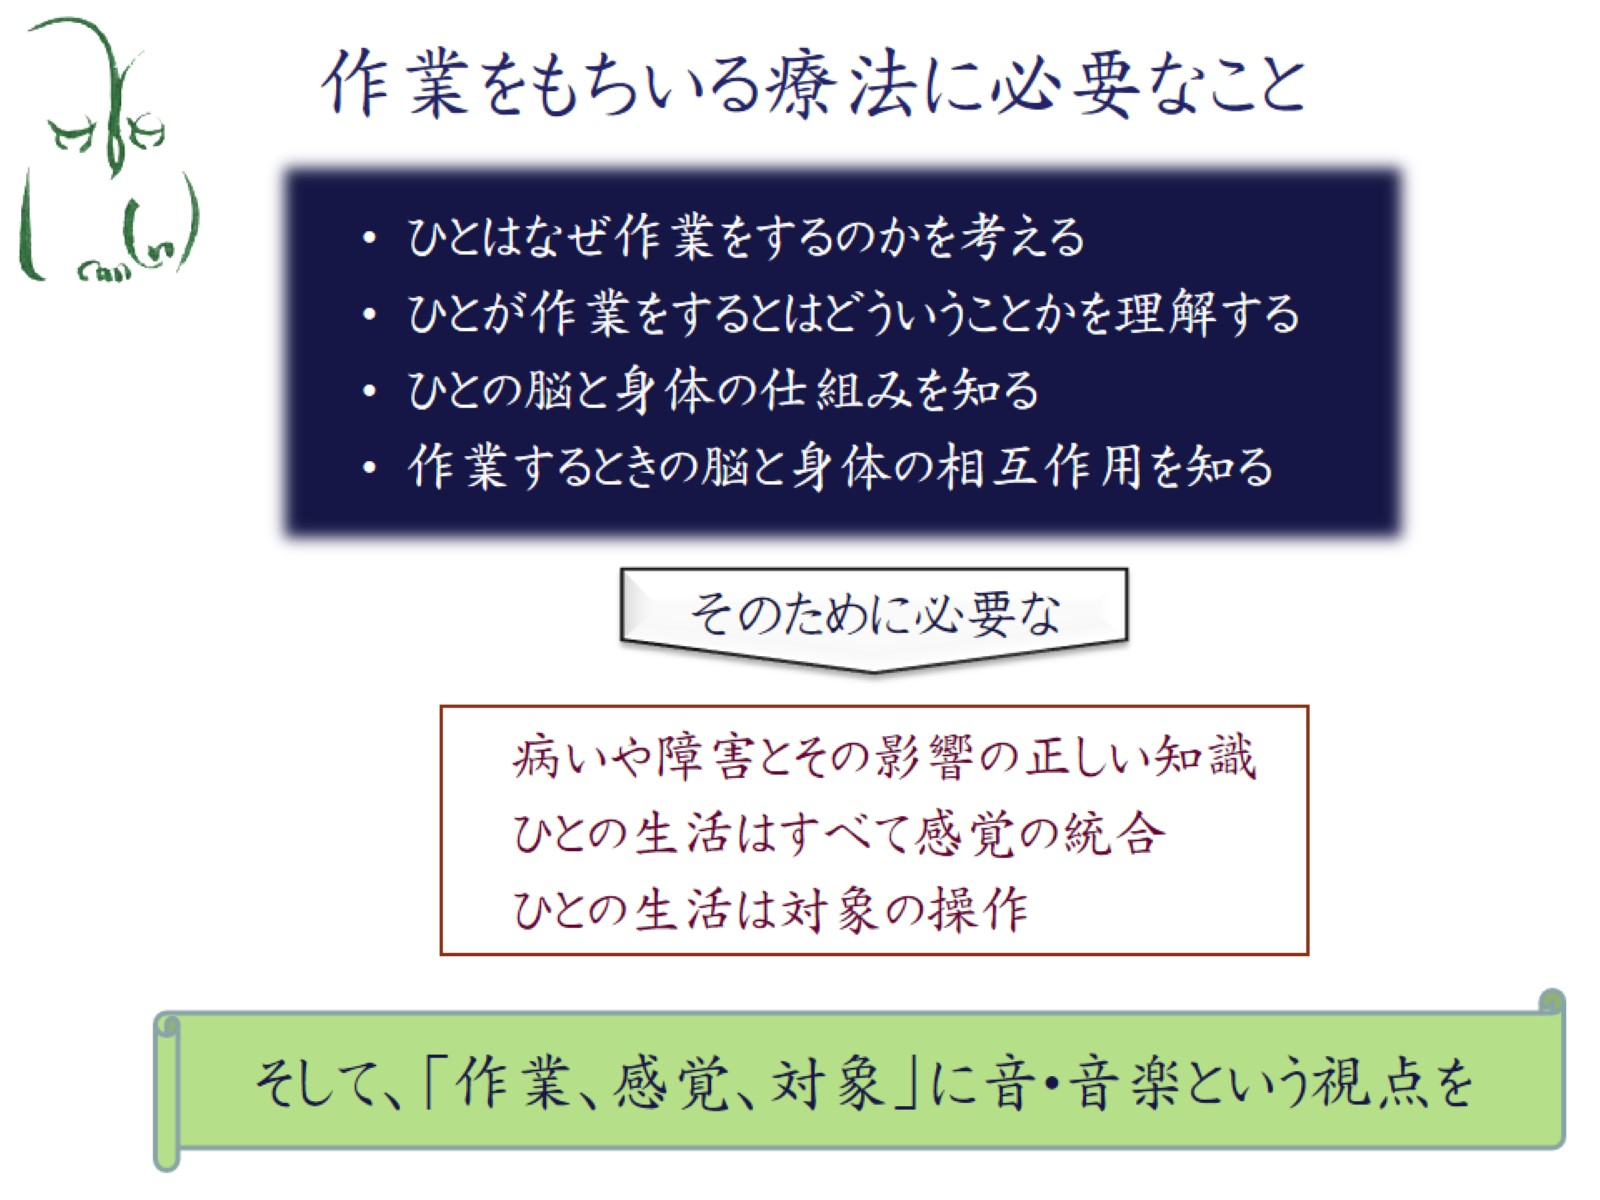 作業をもちいる療法に必要なこと
• ひとはなぜ作業をするのかを考える
• ひとが作業をするとはどういうことかを理解する
• ひとの脳と身体の仕組みを知る
• 作業するときの脳と身体の相互作用を知る
そのために必要な
病いや障害とその影響の正しい知識
ひとの生活はすべて感覚の統合
ひとの生活は対象の操作
そして、「作業、感覚、対象」に音・音楽という視点を